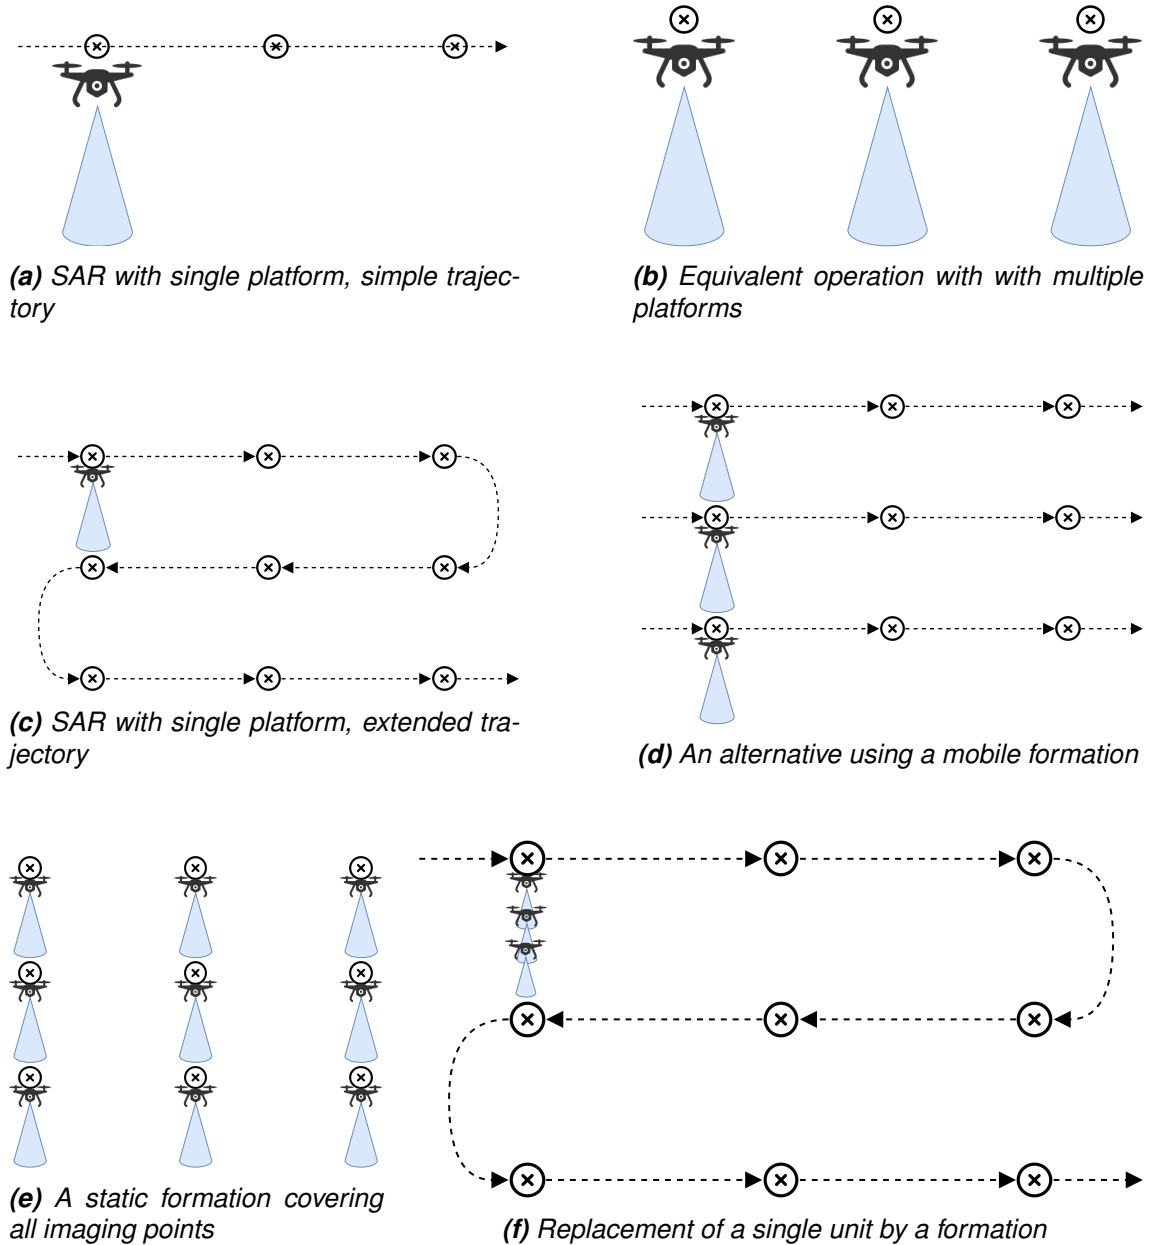 (a) SAR with single platform, simple trajec-
tory
(b) Equivalent operation with with multiple
platforms
(c) SAR with single platform, extended tra-
jectory
(d) An alternative using a mobile formation
(e) A static formation covering
all imaging points
(f) Replacement of a single unit by a formation